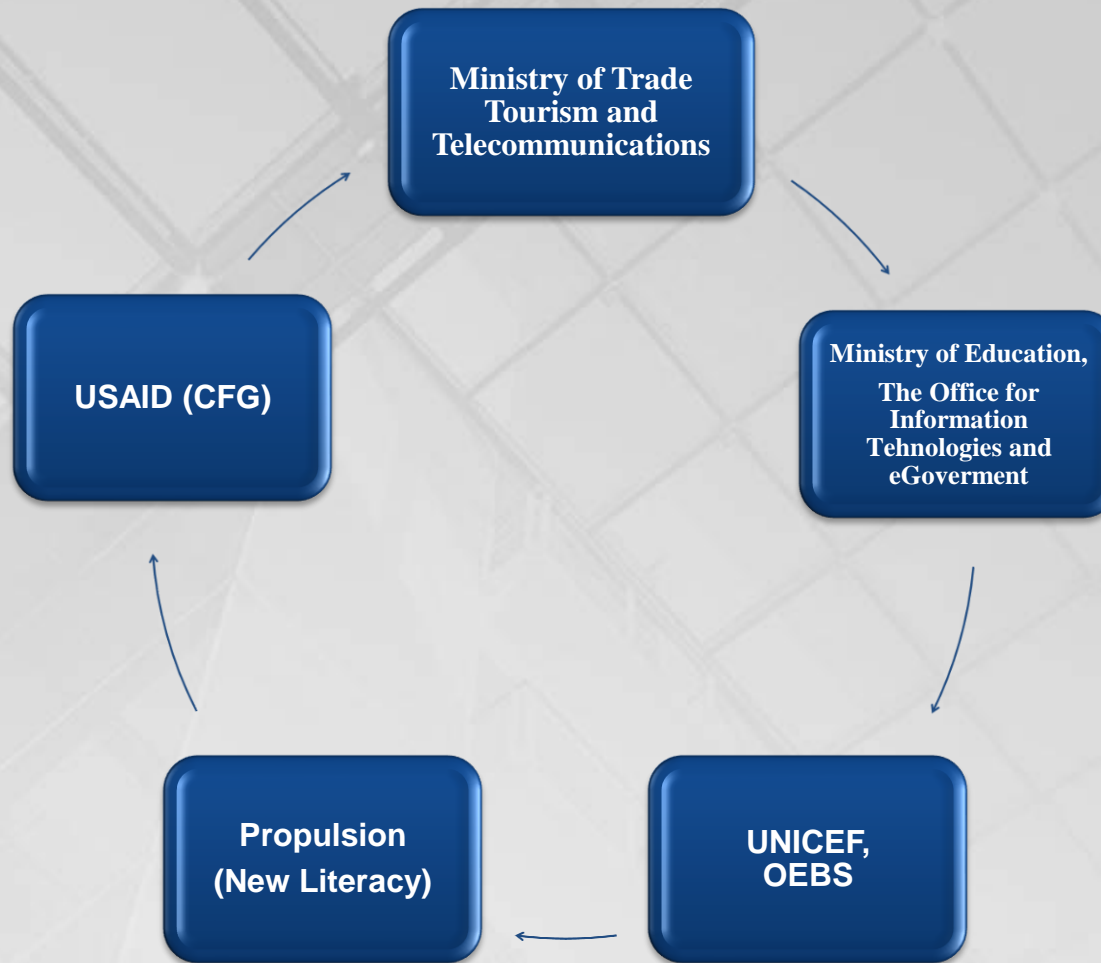 Ministry of Trade
Tourism and
Telecommunications
Ministry of Education,
The Office for
Information
Tehnologies and
eGoverment
UNICEF,
OEBS
Propulsion
(New Literacy)
USAID (CFG)